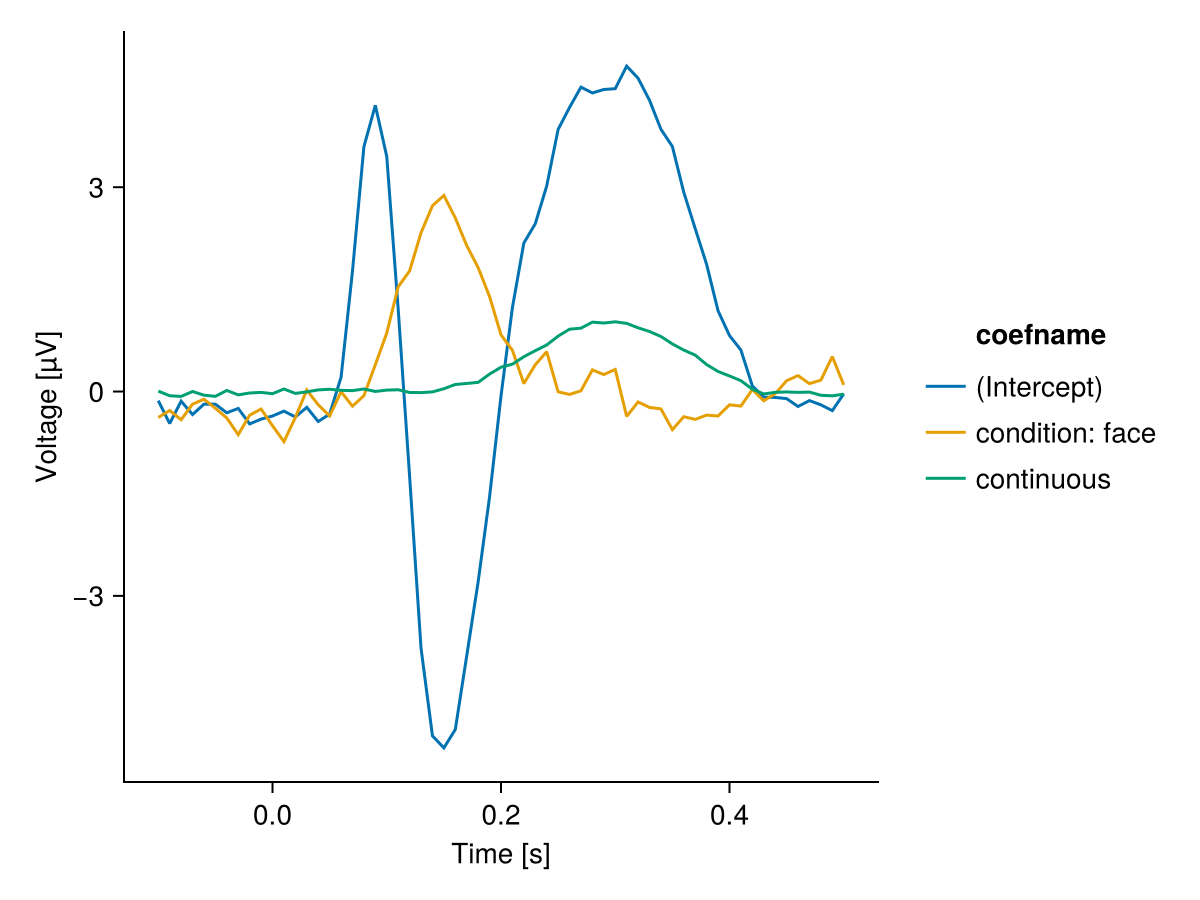 3
0
−3
Voltage [µV]
0.0
0.2
0.4
Time [s]
coefname
(Intercept)
condition: face
continuous